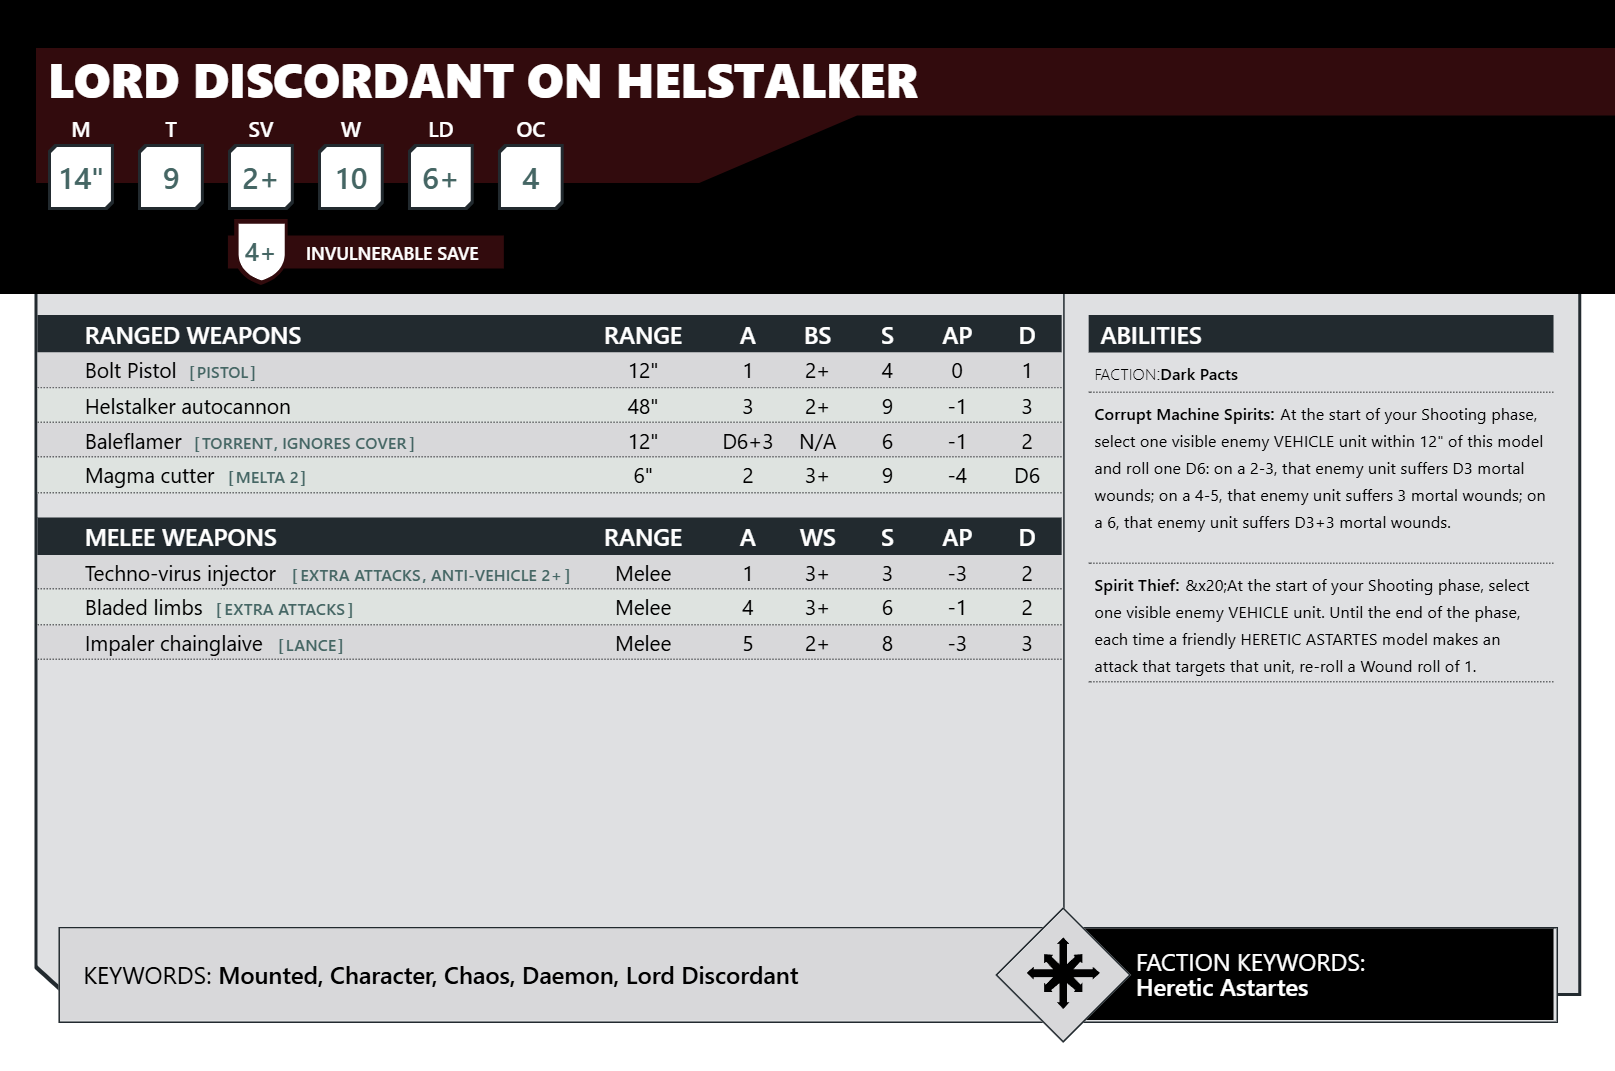 LORD DISCORDANT ON HELSTALKER
M T SV W LD OC
14" 9 2+ 10 6+ 4
4+ INVULNERABLE SAVE
RANGED WEAPONS RANGE A BS S AP D
Bolt Pistol [PISTOL] 12" 1 2+ 4 0 1
Helstalker autocannon 48" 3 2+ 9 -1 3
Baleflamer [TORRENT, IGNORES COVER] 12" D6+3 N/A 6 -1 2
Magma cutter [MELTA 2] 6" 2 3+ 9 -4 D6
MELEE WEAPONS RANGE A WS S AP D
Techno-virus injector [EXTRA ATTACKS, ANTI-VEHICLE 2+] Melee 1 3+ 3 -3 2
Bladed limbs [EXTRA ATTACKS] Melee 4 3+ 6 -1 2
Impaler chainglaive [LANCE] Melee 5 2+ 8 -3 3
ABILITIES
FACTION:Dark Pacts
Corrupt Machine Spirits: At the start of your Shooting phase,
select one visible enemy VEHICLE unit within 12" of this model
and roll one D6: on a 2-3, that enemy unit suffers D3 mortal
wounds; on a 4-5, that enemy unit suffers 3 mortal wounds; on
a 6, that enemy unit suffers D3+3 mortal wounds.
Spirit Thief: &x20;At the start of your Shooting phase, select
one visible enemy VEHICLE unit. Until the end of the phase,
each time a friendly HERETIC ASTARTES model makes an
attack that targets that unit, re-roll a Wound roll of 1.
KEYWORDS: Mounted, Character, Chaos, Daemon, Lord Discordant
FACTION KEYWORDS:
Heretic Astartes